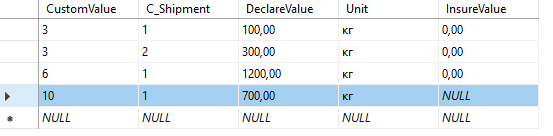 CustomValue C_Shipment DeclareValue Unit InsureValue
3 1 100,00 кг 0,00
3 2 300,00 кг 0,00
6 1 1200,00 кг 0,00
10 1 700,00 кг NULL
NULL NULL NULL NULL NULL